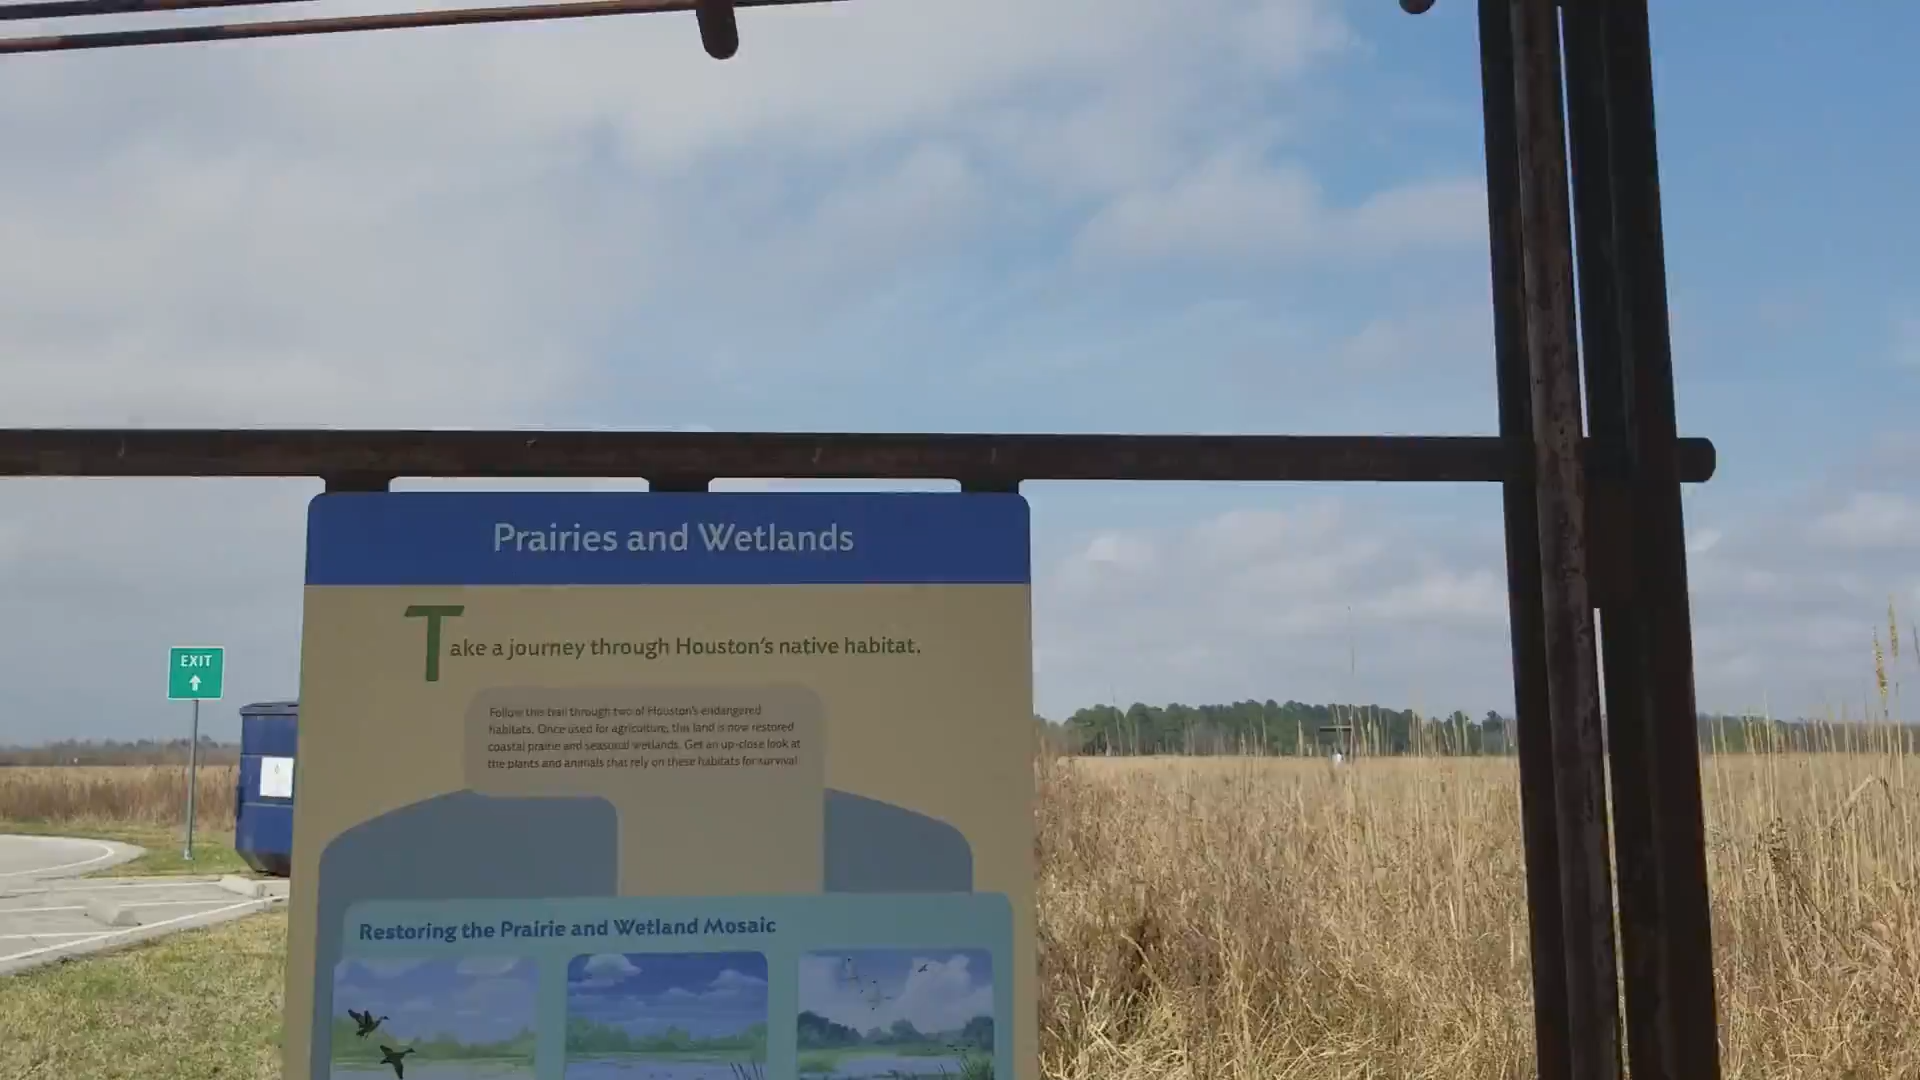 Prairies and Wetlands
Take a journey through Houston's native habitat.
EXIT
Follow this trail through two of Houston's endangered
habitats. Once used for agriculture, this land is now restored
coastal prairie and seasonal wetlands. Get an up-close look at
the plants and animals that rely on these habitats for survival.
Restoring the Prairie and Wetland Mosaic